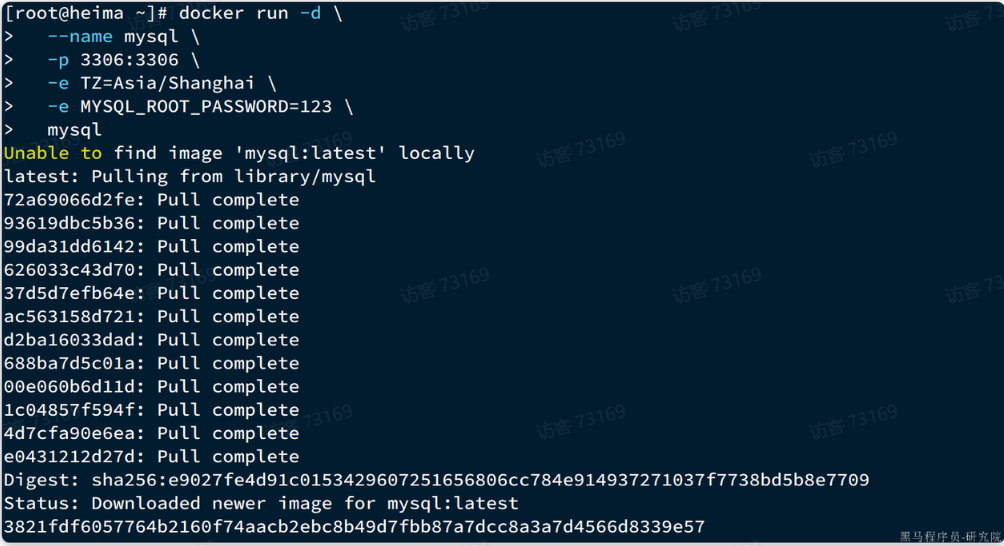 [root@heima ~]# docker run -d \
>   --name mysql \
>   -p 3306:3306 \
>   -e TZ=Asia/Shanghai \
>   -e MYSQL_ROOT_PASSWORD=123 \
>   mysql
Unable to find image 'mysql:latest' locally
latest: Pulling from library/mysql
72a69066d2fe: Pull complete
93619dbc5b36: Pull complete
99da31dd6142: Pull complete
626033c43d70: Pull complete
37d5d7efb64e: Pull complete
ac563158d721: Pull complete
d2ba16033dad: Pull complete
688ba7d5c01a: Pull complete
00e060b6d11d: Pull complete
1c04857f594f: Pull complete
4d7cfa90e6ea: Pull complete
e0431212d27d: Pull complete
Digest: sha256:e9027fe4d91c0153429607251656806cc784e914937271037f7738bd5b8e7709
Status: Downloaded newer image for mysql:latest
3821fdf6057764b2160f74aacb2ebc8b49d7fbb87a7dcc8a3a7d4566d8339e57
访客 73169
黑马程序员-研究院